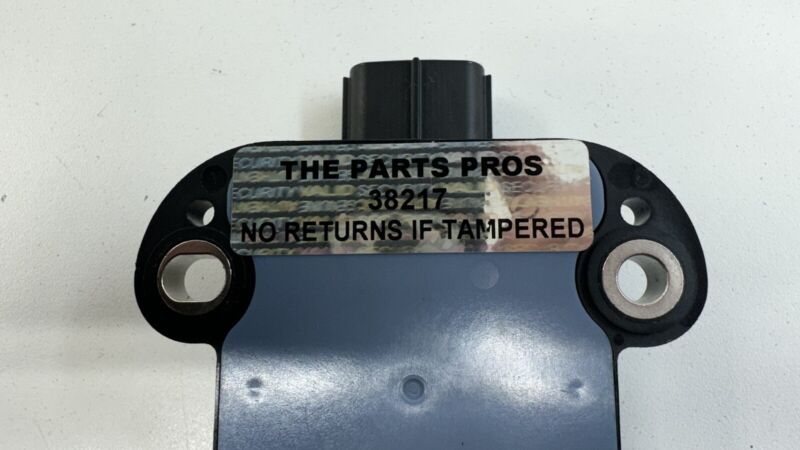 THE PARTS PROS
38217
NO RETURNS IF TAMPERED